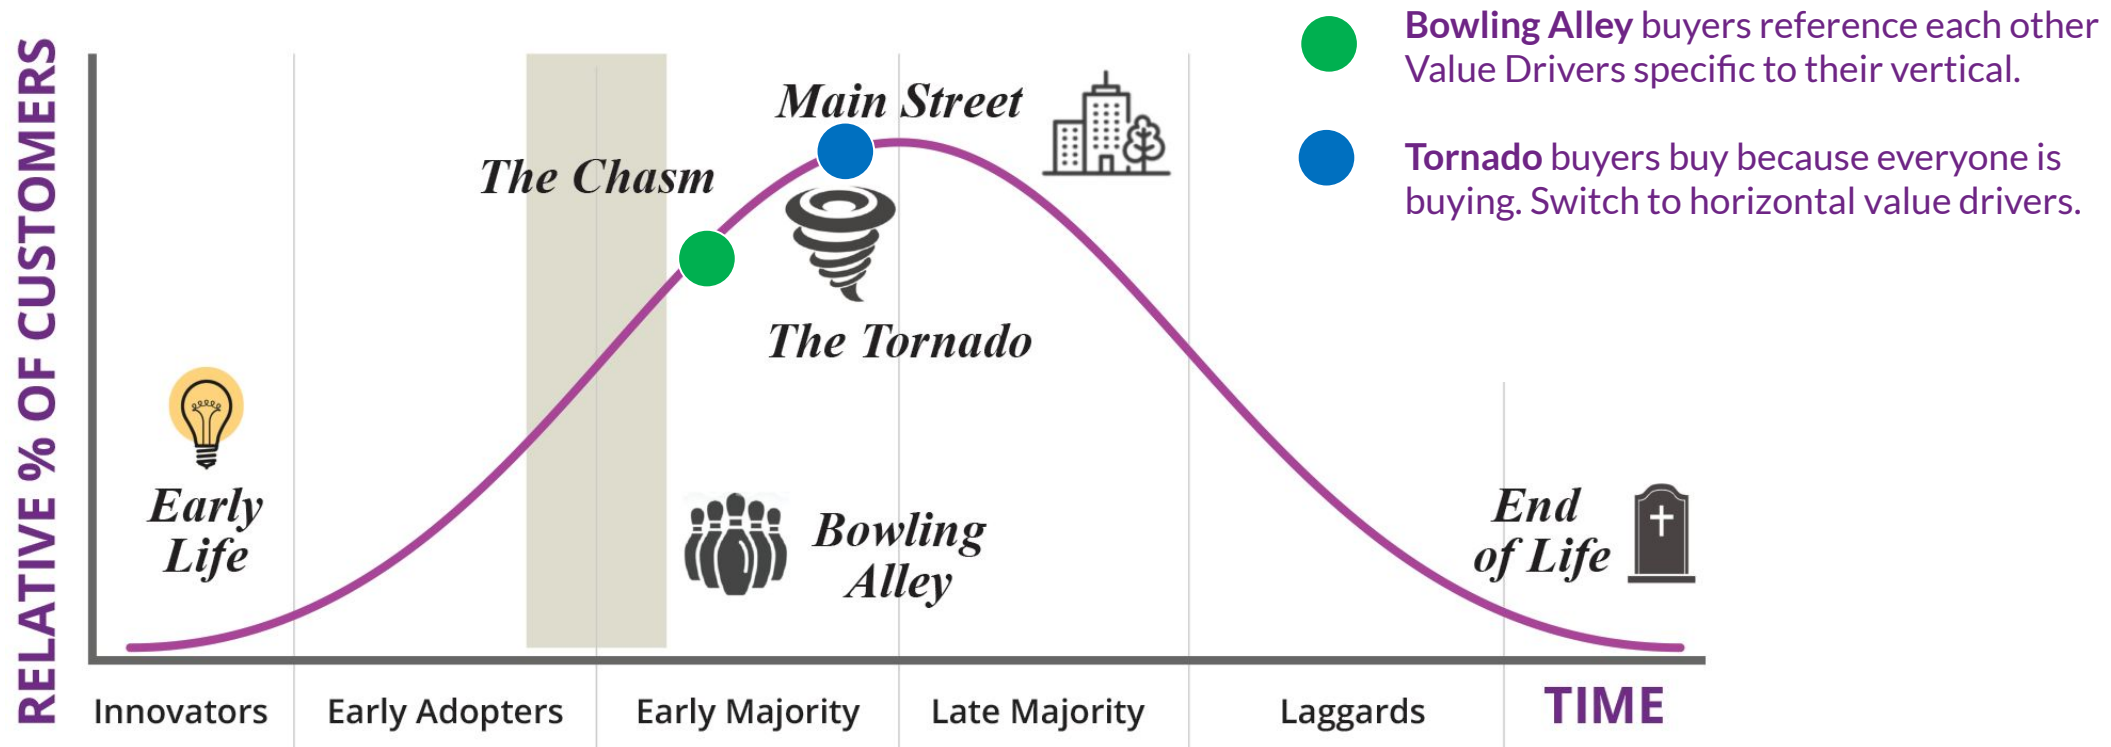 RELATIVE % OF CUSTOMERS
Bowling Alley buyers reference each other
Value Drivers specific to their vertical.
Tornado buyers buy because everyone is
buying. Switch to horizontal value drivers.
Main Street
The Chasm
The Tornado
Early
Life
Bowling
Alley
End
of Life
Innovators
Early Adopters
Early Majority
Late Majority
Laggards
TIME